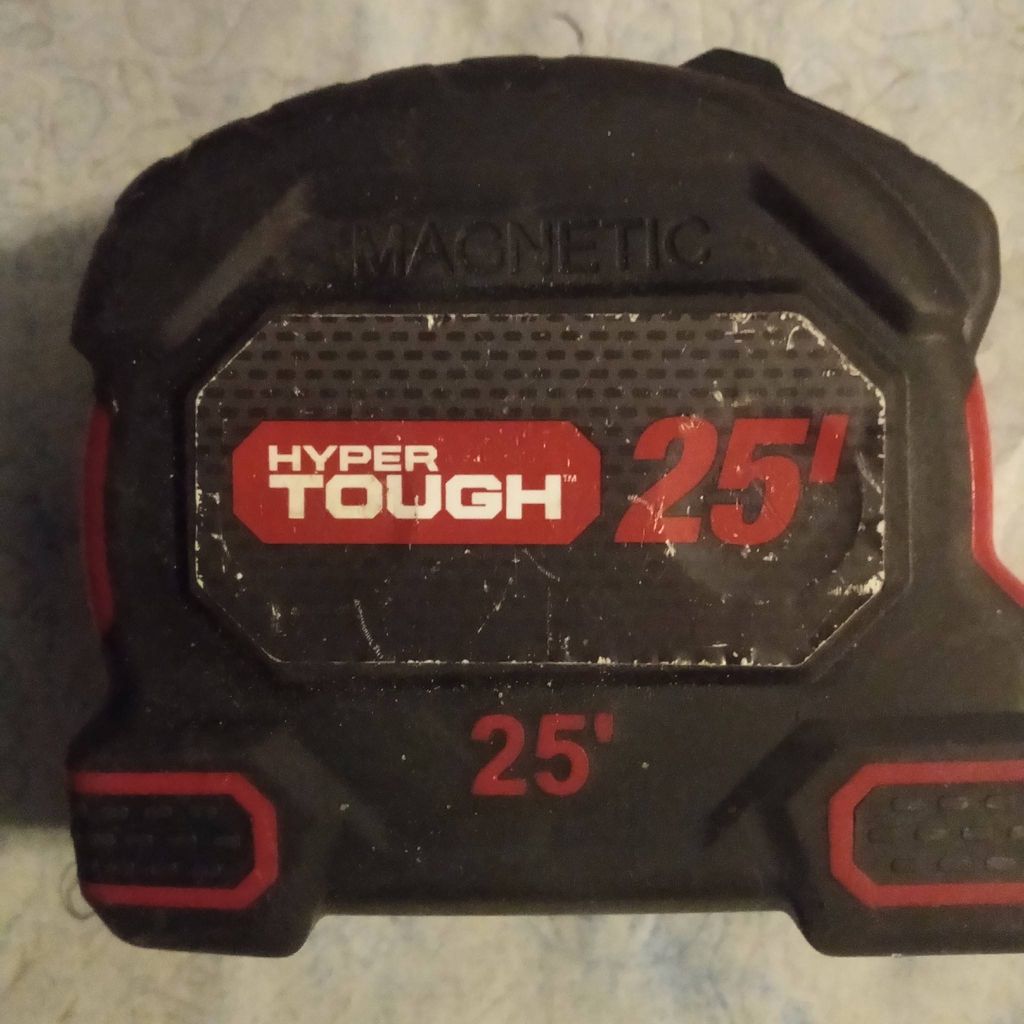 MAGNETIC
HYPER
TOUGH™
25'
25'